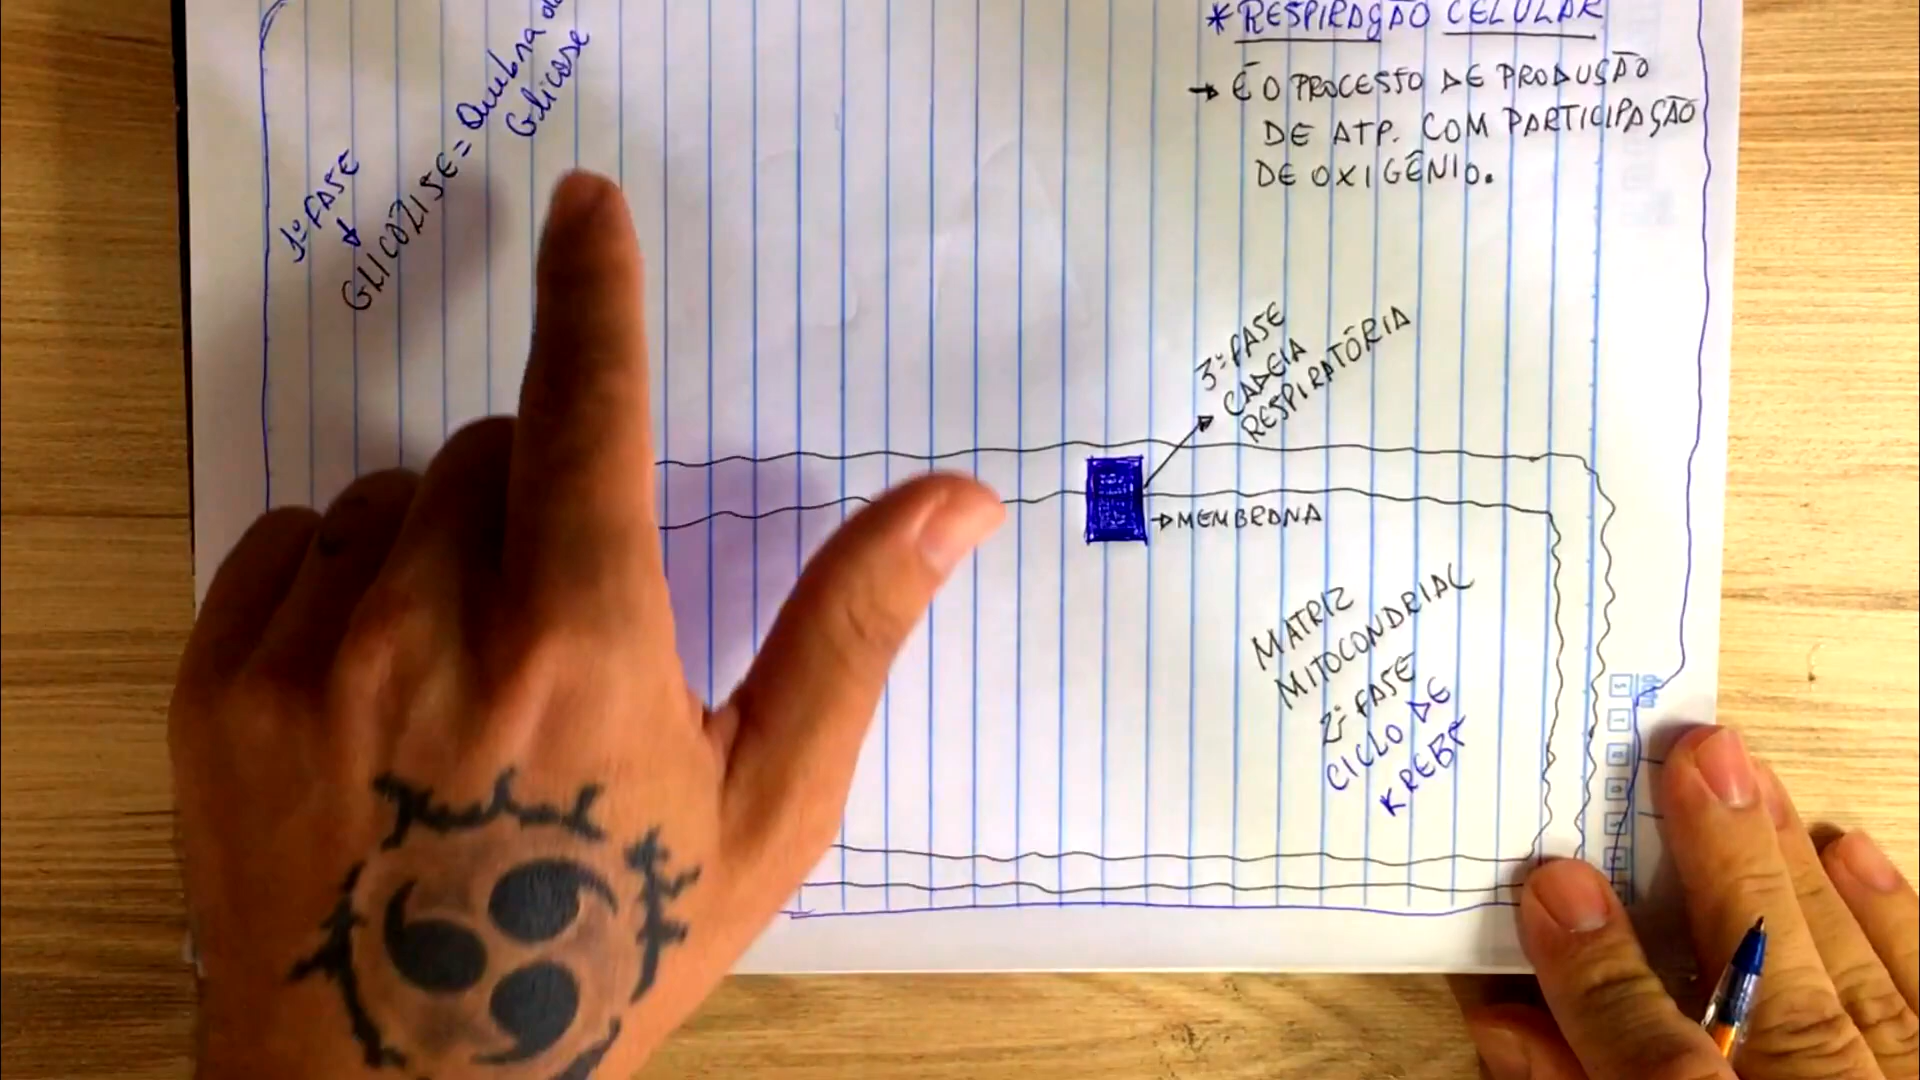 * RESPIRAÇÃO CELULAR
→ É O PROCESSO DE PRODUSÃO
DE ATP. COM PARTICIPAÇÃO
DE OXIGÊNIO.
1ª FASE
GLICÓLISE = Quebra da
Glicose
3ª FASE
CADEIA
RESPIRATÓRIA
→ MEMBRANA
MATRIZ
MITOCONDRIAL
2ª FASE
CICLO DE
KREBS